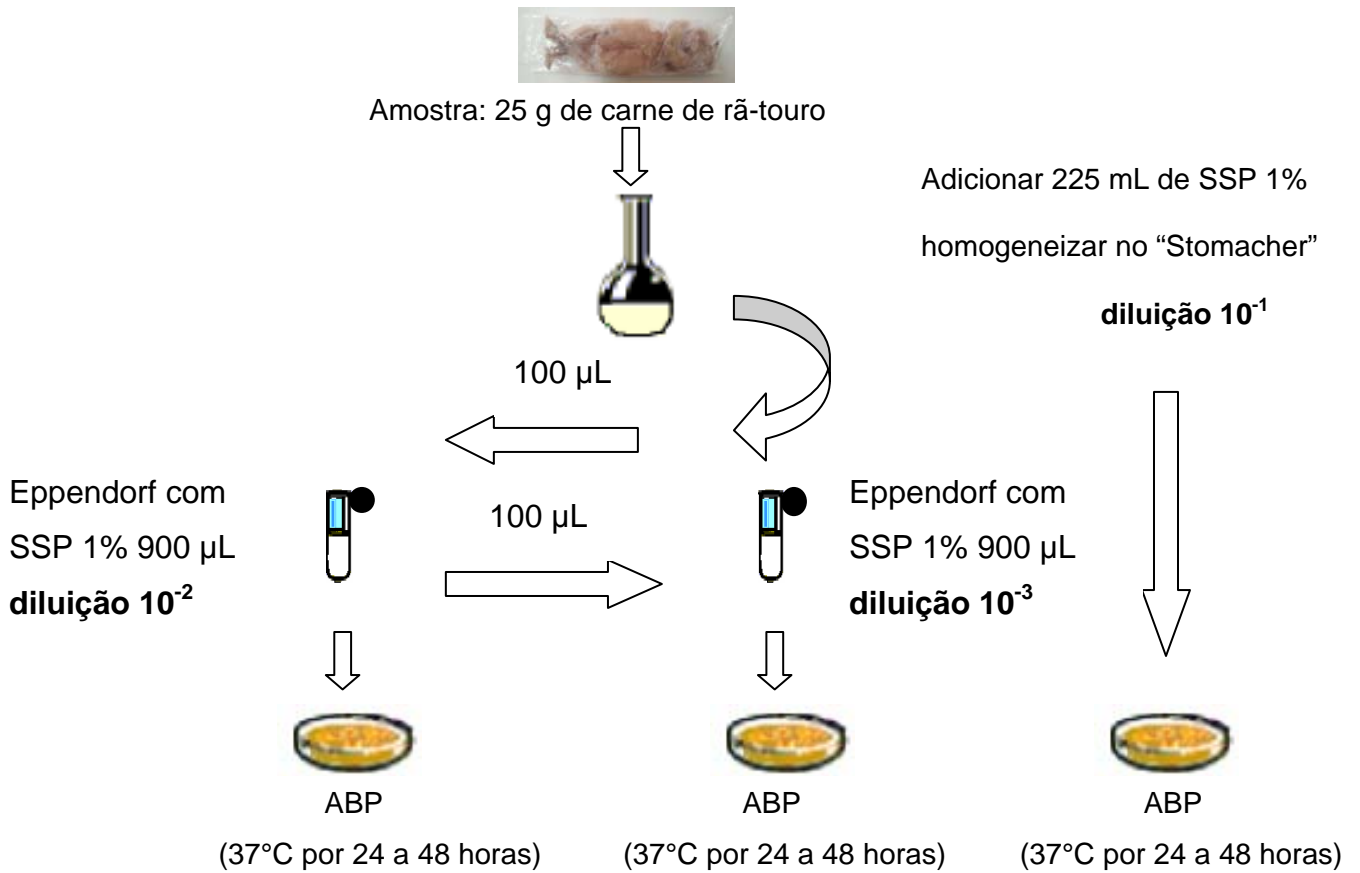 Amostra: 25 g de carne de rã-touro
Adicionar 225 mL de SSP 1%
homogeneizar no “Stomacher”
diluição 10⁻¹
100 µL
Eppendorf com
SSP 1% 900 µL
diluição 10⁻²
100 µL
Eppendorf com
SSP 1% 900 µL
diluição 10⁻³
ABP
(37°C por 24 a 48 horas)
ABP
(37°C por 24 a 48 horas)
ABP
(37°C por 24 a 48 horas)